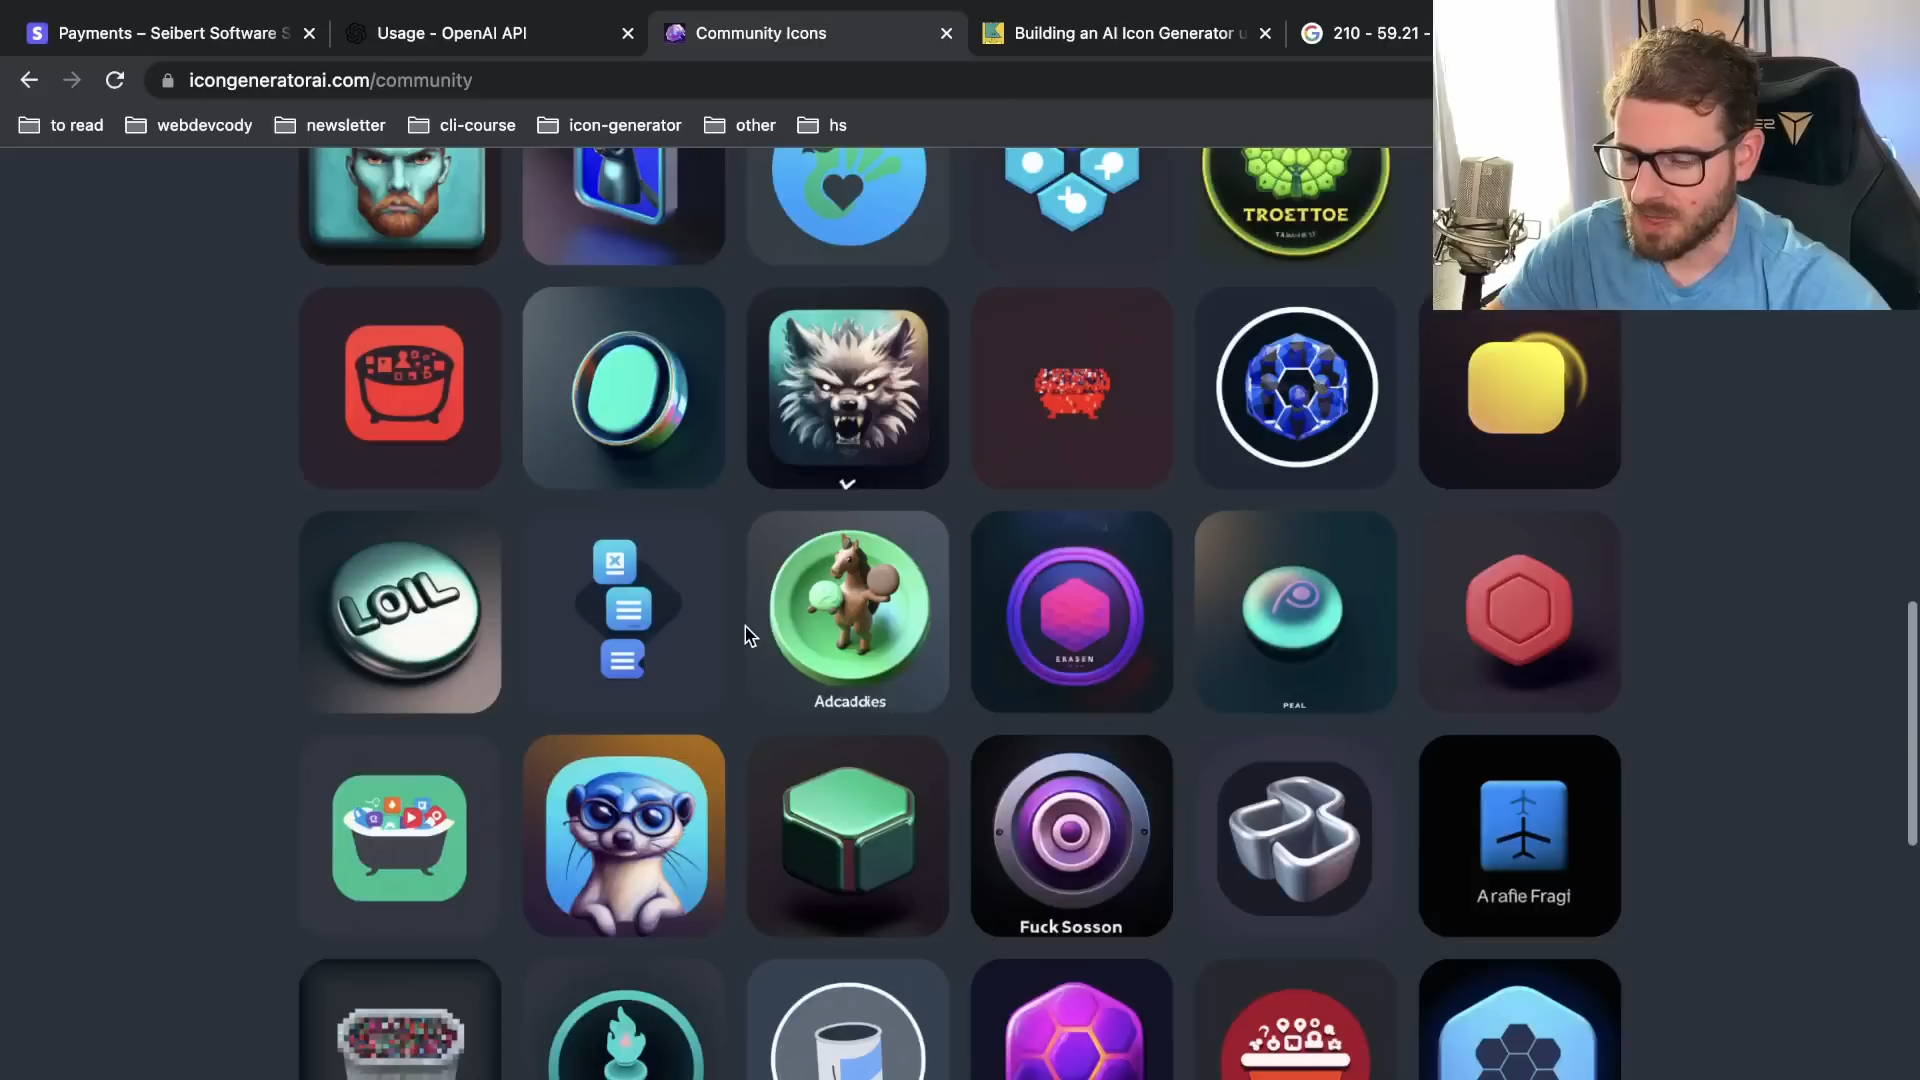 Payments – Seibert Software S
Usage - OpenAI API
Community Icons
Building an AI Icon Generator u
210 - 59.21 -
icongeneratorai.com/community
to read
webdevcody
newsletter
cli-course
icon-generator
other
hs
TROETTOE
LOIL
Adcaddies
ERASEN
PEAL
Fuck Sosson
Arafie Fragi